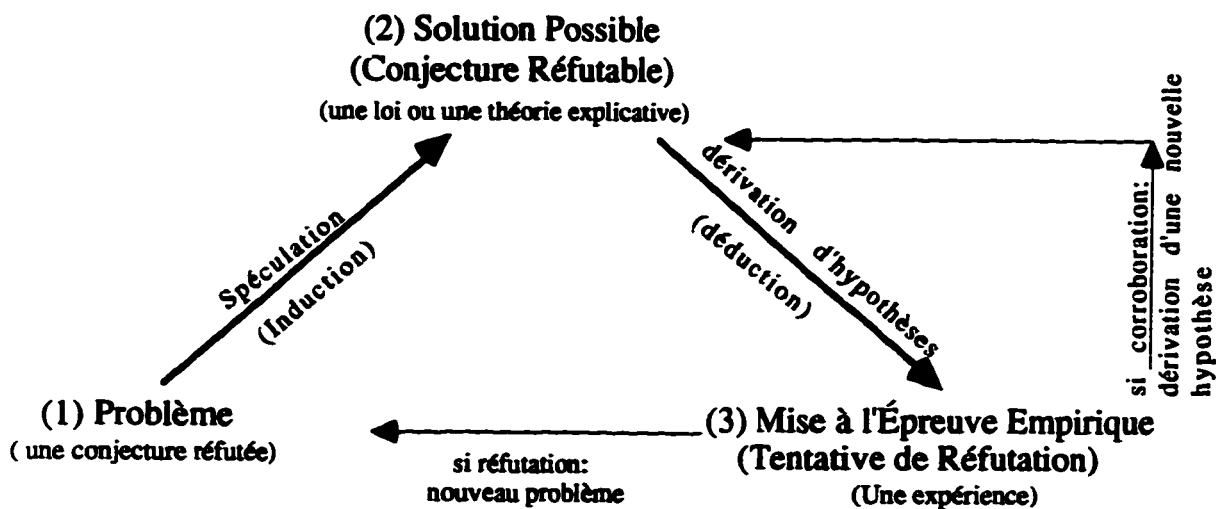 (2) Solution Possible
(Conjecture Réfutable)
(une loi ou une théorie explicative)
Spéculation
(Induction)
dérivation d'hypothèses
(déduction)
si corroboration:
dérivation d'une nouvelle
hypothèse
(1) Problème
( une conjecture réfutée)
si réfutation:
nouveau problème
(3) Mise à l'Épreuve Empirique
(Tentative de Réfutation)
(Une expérience)